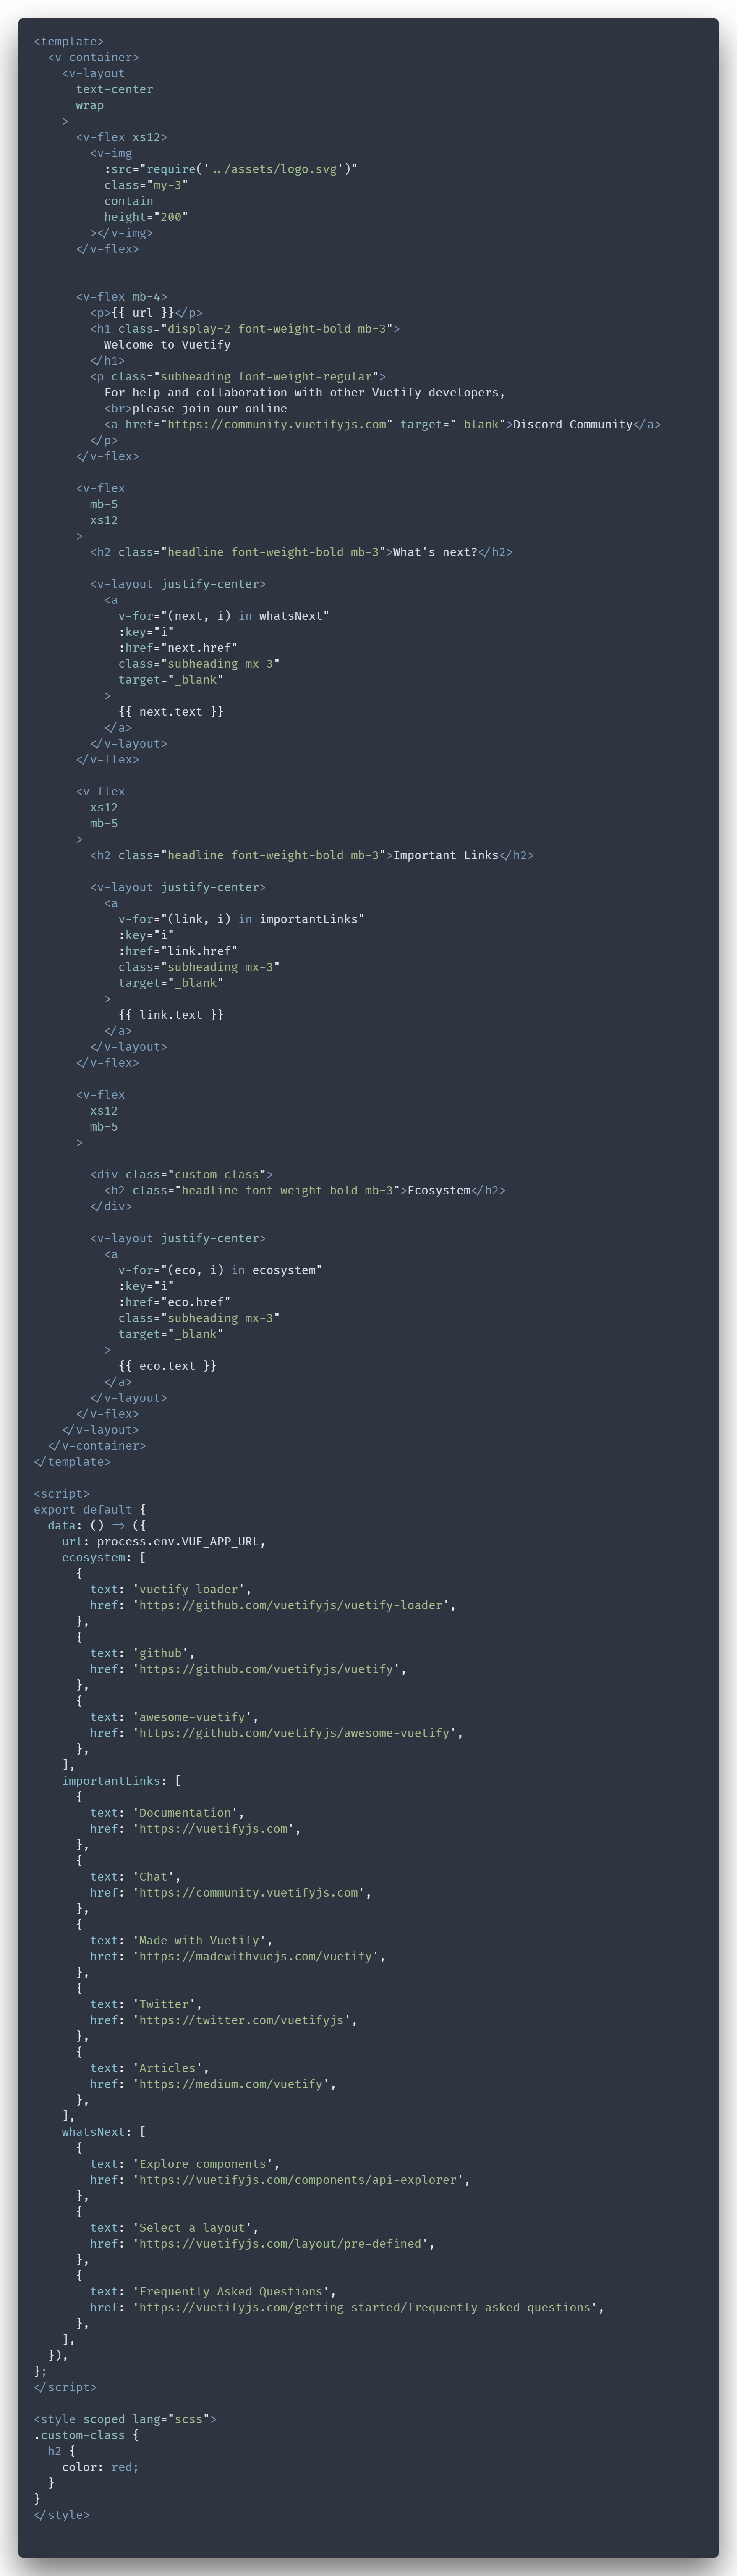 <template>
  <v-container>
    <v-layout
      text-center
      wrap
    >
      <v-flex xs12>
        <v-img
          :src="require('../assets/logo.svg')"
          class="my-3"
          contain
          height="200"
        ></v-img>
      </v-flex>


      <v-flex mb-4>
        <p>{{ url }}</p>
        <h1 class="display-2 font-weight-bold mb-3">
          Welcome to Vuetify
        </h1>
        <p class="subheading font-weight-regular">
          For help and collaboration with other Vuetify developers,
          <br>please join our online
          <a href="https://community.vuetifyjs.com" target="_blank">Discord Community</a>
        </p>
      </v-flex>

      <v-flex
        mb-5
        xs12
      >
        <h2 class="headline font-weight-bold mb-3">What's next?</h2>

        <v-layout justify-center>
          <a
            v-for="(next, i) in whatsNext"
            :key="i"
            :href="next.href"
            class="subheading mx-3"
            target="_blank"
          >
            {{ next.text }}
          </a>
        </v-layout>
      </v-flex>

      <v-flex
        xs12
        mb-5
      >
        <h2 class="headline font-weight-bold mb-3">Important Links</h2>

        <v-layout justify-center>
          <a
            v-for="(link, i) in importantLinks"
            :key="i"
            :href="link.href"
            class="subheading mx-3"
            target="_blank"
          >
            {{ link.text }}
          </a>
        </v-layout>
      </v-flex>

      <v-flex
        xs12
        mb-5
      >

        <div class="custom-class">
          <h2 class="headline font-weight-bold mb-3">Ecosystem</h2>
        </div>

        <v-layout justify-center>
          <a
            v-for="(eco, i) in ecosystem"
            :key="i"
            :href="eco.href"
            class="subheading mx-3"
            target="_blank"
          >
            {{ eco.text }}
          </a>
        </v-layout>
      </v-flex>
    </v-layout>
  </v-container>
</template>

<script>
export default {
  data: () => ({
    url: process.env.VUE_APP_URL,
    ecosystem: [
      {
        text: 'vuetify-loader',
        href: 'https://github.com/vuetifyjs/vuetify-loader',
      },
      {
        text: 'github',
        href: 'https://github.com/vuetifyjs/vuetify',
      },
      {
        text: 'awesome-vuetify',
        href: 'https://github.com/vuetifyjs/awesome-vuetify',
      },
    ],
    importantLinks: [
      {
        text: 'Documentation',
        href: 'https://vuetifyjs.com',
      },
      {
        text: 'Chat',
        href: 'https://community.vuetifyjs.com',
      },
      {
        text: 'Made with Vuetify',
        href: 'https://madewithvuejs.com/vuetify',
      },
      {
        text: 'Twitter',
        href: 'https://twitter.com/vuetifyjs',
      },
      {
        text: 'Articles',
        href: 'https://medium.com/vuetify',
      },
    ],
    whatsNext: [
      {
        text: 'Explore components',
        href: 'https://vuetifyjs.com/components/api-explorer',
      },
      {
        text: 'Select a layout',
        href: 'https://vuetifyjs.com/layout/pre-defined',
      },
      {
        text: 'Frequently Asked Questions',
        href: 'https://vuetifyjs.com/getting-started/frequently-asked-questions',
      },
    ],
  }),
};
</script>

<style scoped lang="scss">
.custom-class {
  h2 {
    color: red;
  }
}
</style>